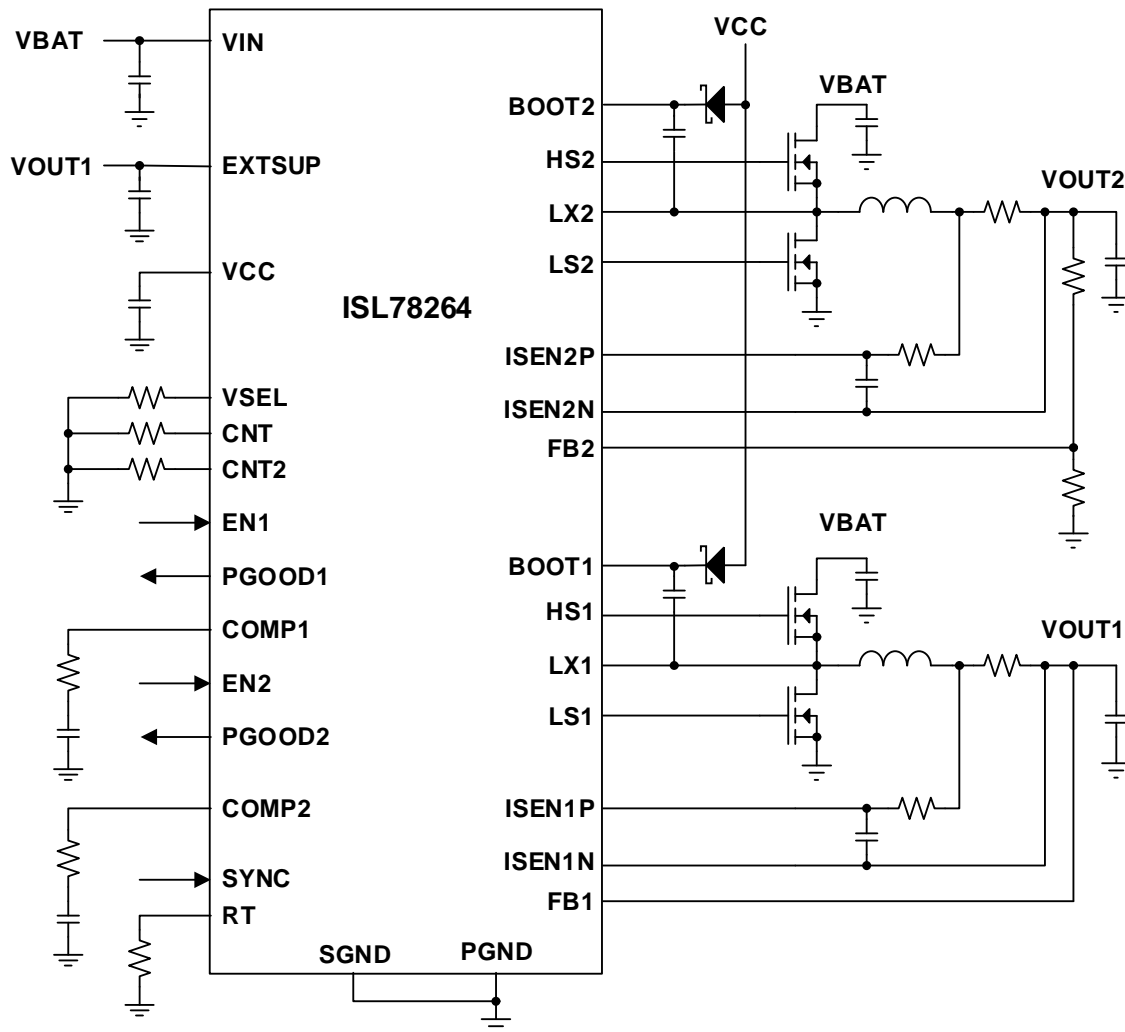 VCC
VBAT
VIN
VBAT
BOOT2
HS2
VOUT1
EXTSUP
VOUT2
LX2
LS2
VCC
ISL78264
ISEN2P
VSEL
ISEN2N
CNT
FB2
CNT2
EN1
VBAT
BOOT1
PGOOD1
HS1
COMP1
VOUT1
LX1
EN2
LS1
PGOOD2
COMP2
ISEN1P
ISEN1N
SYNC
FB1
RT
SGND
PGND